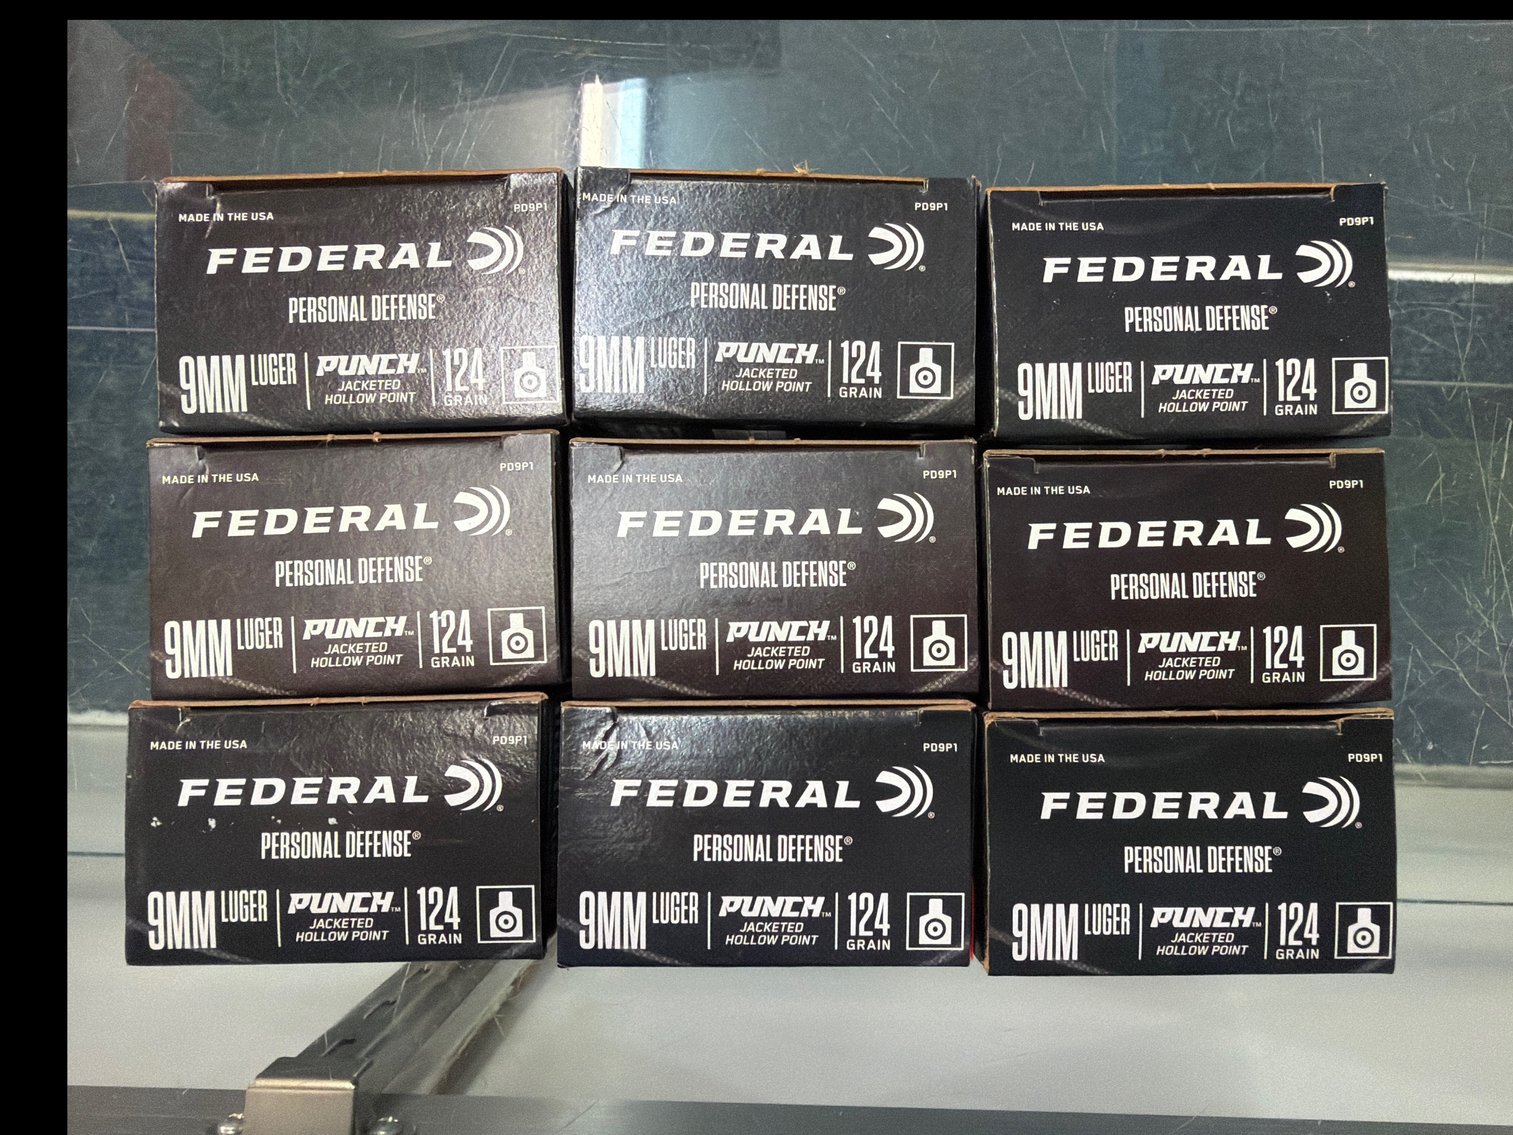 MADE IN THE USA PD9P1
FEDERAL®
PERSONAL DEFENSE®
9MM LUGER PUNCH™ JACKETED HOLLOW POINT 124 GRAIN
MADE IN THE USA PD9P1
FEDERAL®
PERSONAL DEFENSE®
9MM LUGER PUNCH™ JACKETED HOLLOW POINT 124 GRAIN
MADE IN THE USA PD9P1
FEDERAL®
PERSONAL DEFENSE®
9MM LUGER PUNCH™ JACKETED HOLLOW POINT 124 GRAIN
MADE IN THE USA PD9P1
FEDERAL®
PERSONAL DEFENSE®
9MM LUGER PUNCH™ JACKETED HOLLOW POINT 124 GRAIN
MADE IN THE USA PD9P1
FEDERAL®
PERSONAL DEFENSE®
9MM LUGER PUNCH™ JACKETED HOLLOW POINT 124 GRAIN
MADE IN THE USA PD9P1
FEDERAL®
PERSONAL DEFENSE®
9MM LUGER PUNCH™ JACKETED HOLLOW POINT 124 GRAIN
MADE IN THE USA PD9P1
FEDERAL®
PERSONAL DEFENSE®
9MM LUGER PUNCH™ JACKETED HOLLOW POINT 124 GRAIN
MADE IN THE USA PD9P1
FEDERAL®
PERSONAL DEFENSE®
9MM LUGER PUNCH™ JACKETED HOLLOW POINT 124 GRAIN
MADE IN THE USA PD9P1
FEDERAL®
PERSONAL DEFENSE®
9MM LUGER PUNCH™ JACKETED HOLLOW POINT 124 GRAIN